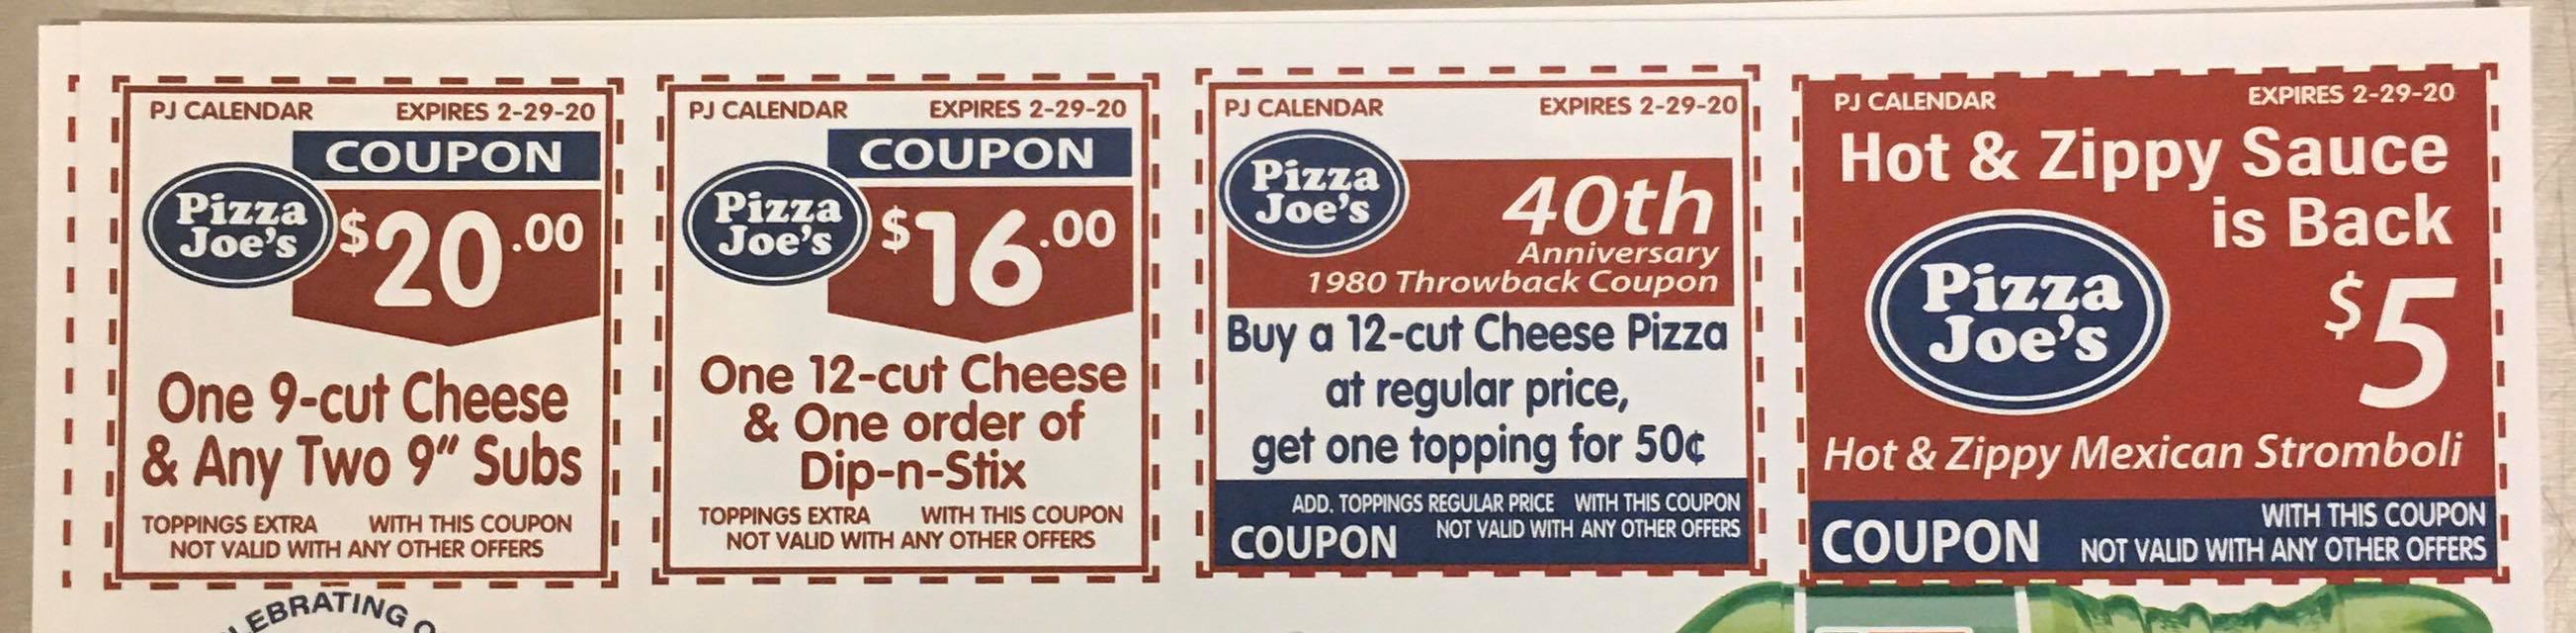 PJ CALENDAR EXPIRES 2-29-20
COUPON
Pizza
Joe's
$20.00
One 9-cut Cheese
& Any Two 9" Subs
TOPPINGS EXTRA WITH THIS COUPON
NOT VALID WITH ANY OTHER OFFERS
PJ CALENDAR EXPIRES 2-29-20
COUPON
Pizza
Joe's
$16.00
One 12-cut Cheese
& One order of
Dip-n-Stix
TOPPINGS EXTRA WITH THIS COUPON
NOT VALID WITH ANY OTHER OFFERS
PJ CALENDAR EXPIRES 2-29-20
Pizza
Joe's
40th
Anniversary
1980 Throwback Coupon
Buy a 12-cut Cheese Pizza
at regular price,
get one topping for 50¢
ADD. TOPPINGS REGULAR PRICE WITH THIS COUPON
COUPON NOT VALID WITH ANY OTHER OFFERS
PJ CALENDAR EXPIRES 2-29-20
Hot & Zippy Sauce
is Back
Pizza
Joe's
$5
Hot & Zippy Mexican Stromboli
WITH THIS COUPON
COUPON NOT VALID WITH ANY OTHER OFFERS